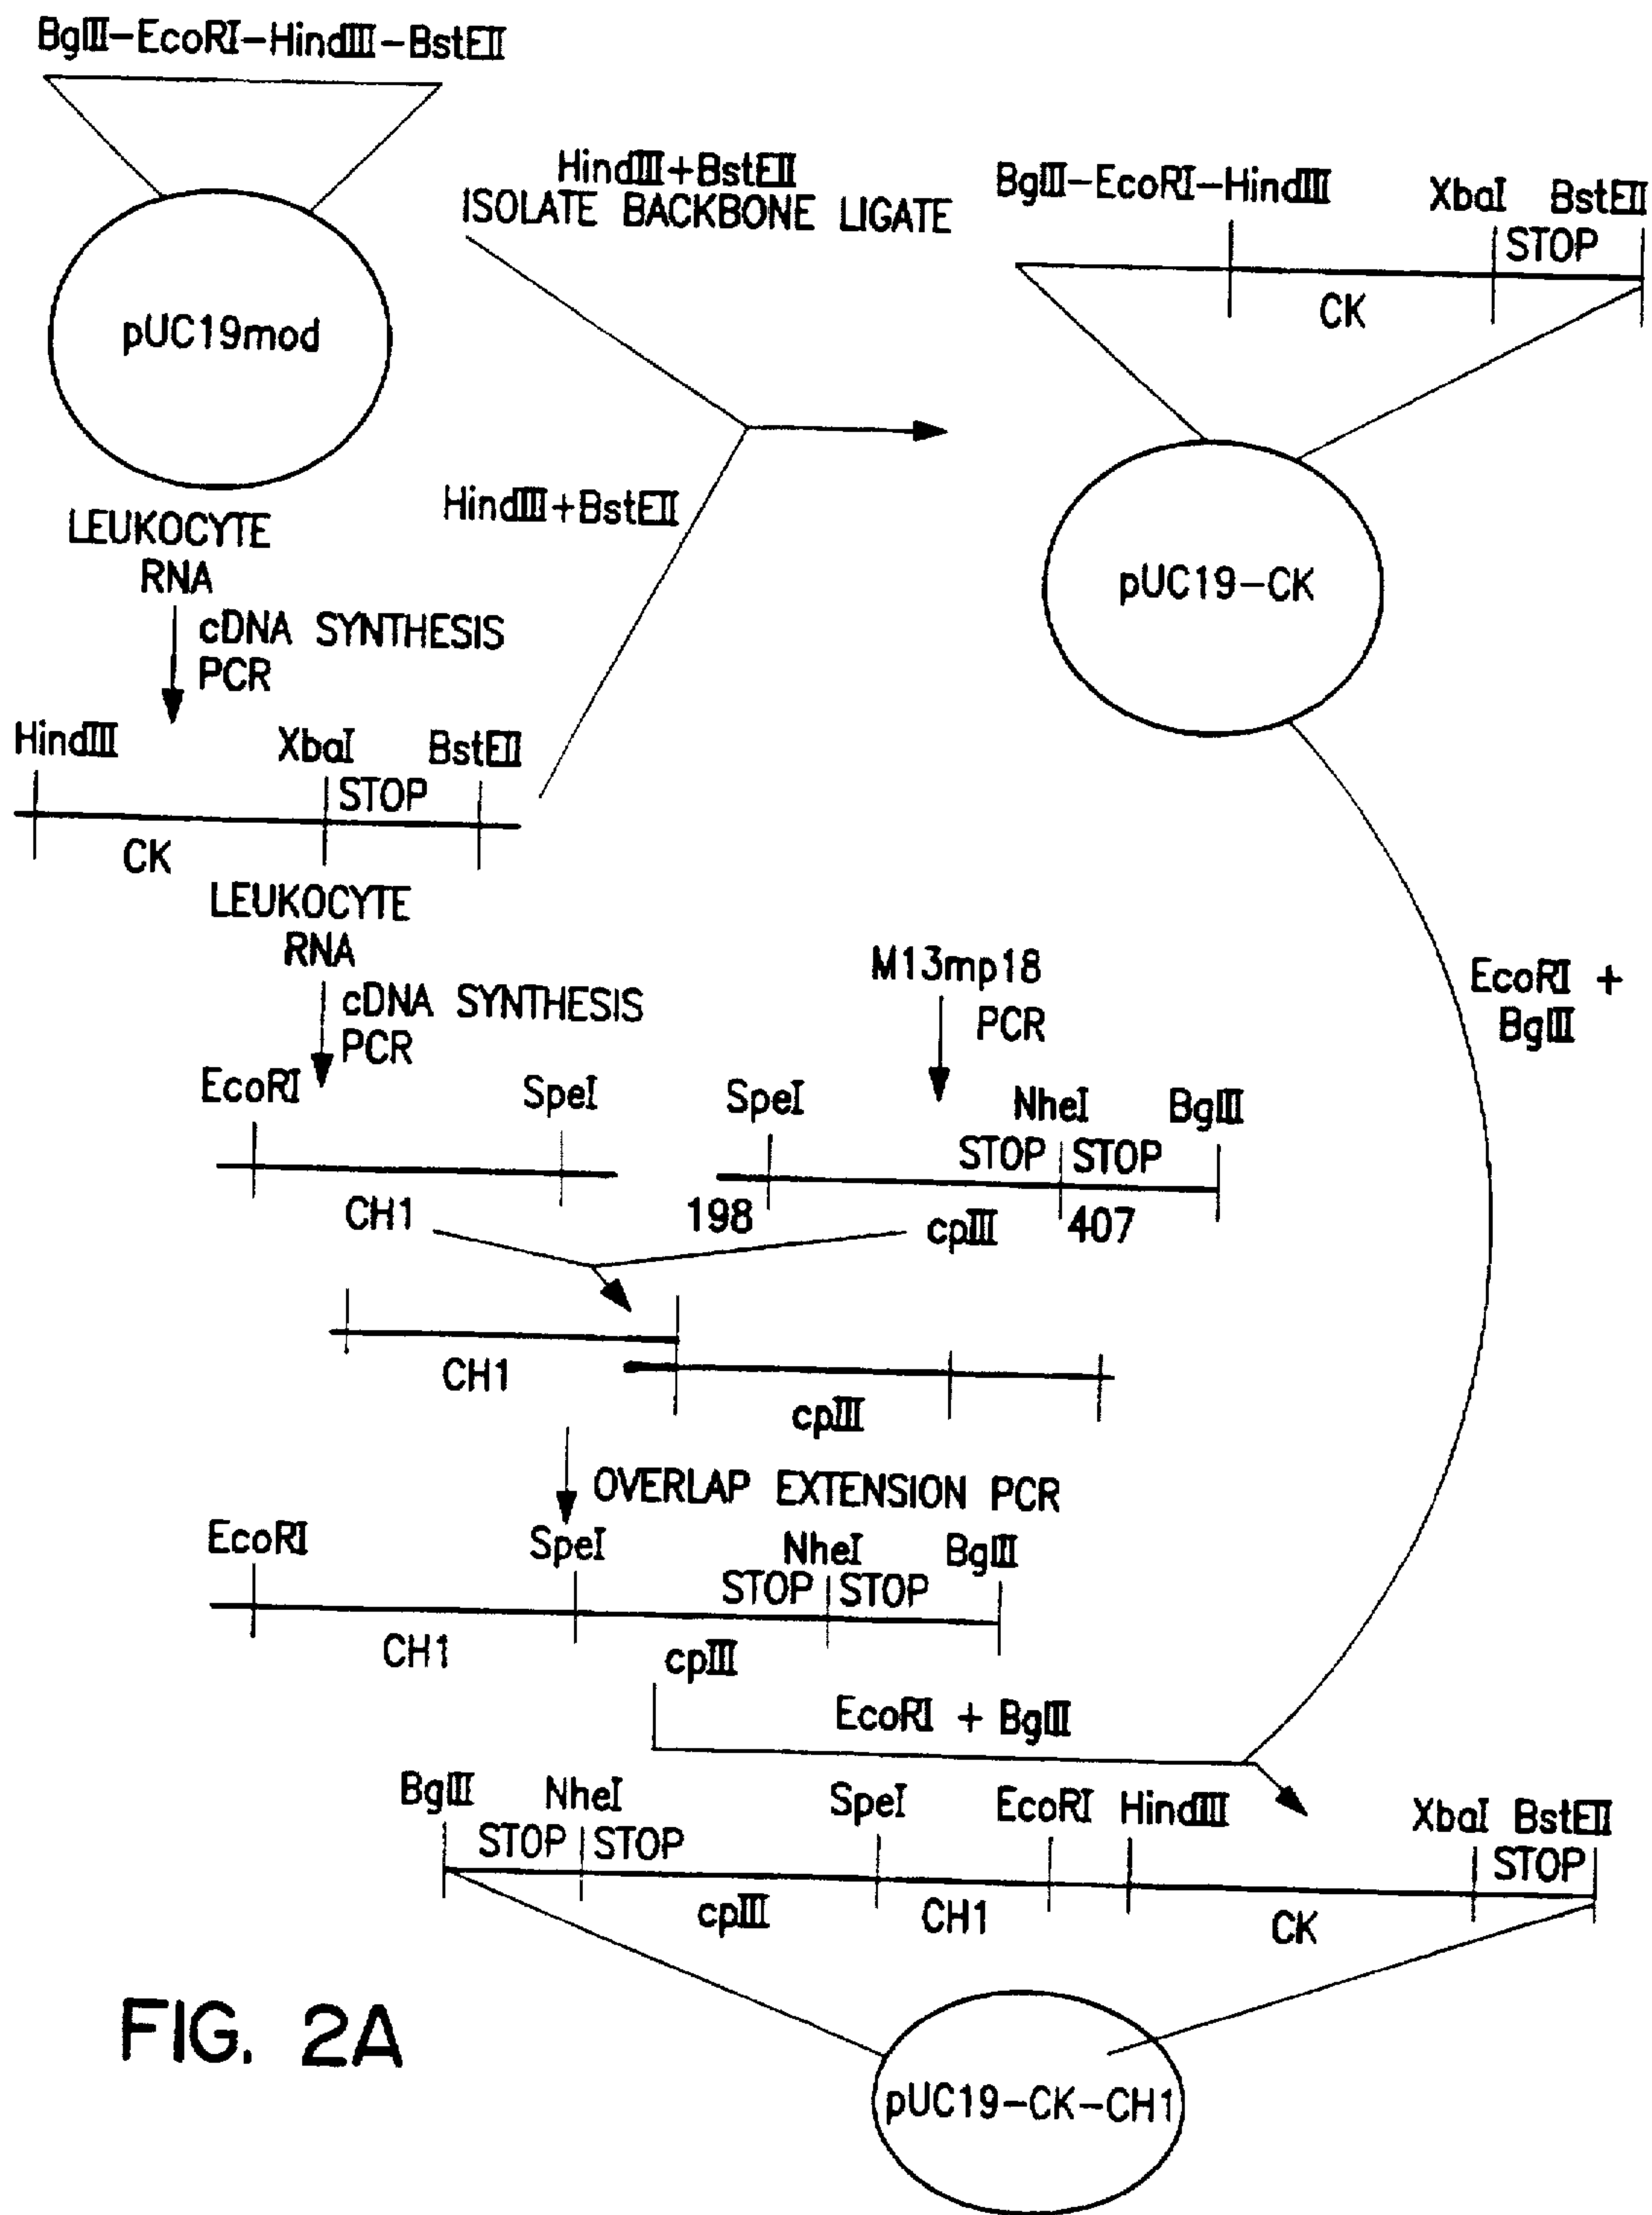 BglII-EcoRI-HindIII-BstEII
pUC19mod
HindIII+BstEII
ISOLATE BACKBONE LIGATE
BglII-EcoRI-HindIII
XbaI BstEII
STOP
CK
pUC19-CK
HindIII+BstEII
LEUKOCYTE
RNA
cDNA SYNTHESIS
PCR
HindIII XbaI BstEII
STOP
CK
LEUKOCYTE
RNA
cDNA SYNTHESIS
PCR
M13mp18
PCR
EcoRI +
BglII
EcoRI SpeI
CH1
SpeI NheI BglII
STOP STOP
198 cpIII 407
CH1
cpIII
OVERLAP EXTENSION PCR
EcoRI SpeI NheI BglII
STOP STOP
CH1 cpIII
EcoRI + BglII
BglII NheI SpeI EcoRI HindIII XbaI BstEII
STOP STOP STOP
cpIII CH1 CK
pUC19-CK-CH1
FIG. 2A